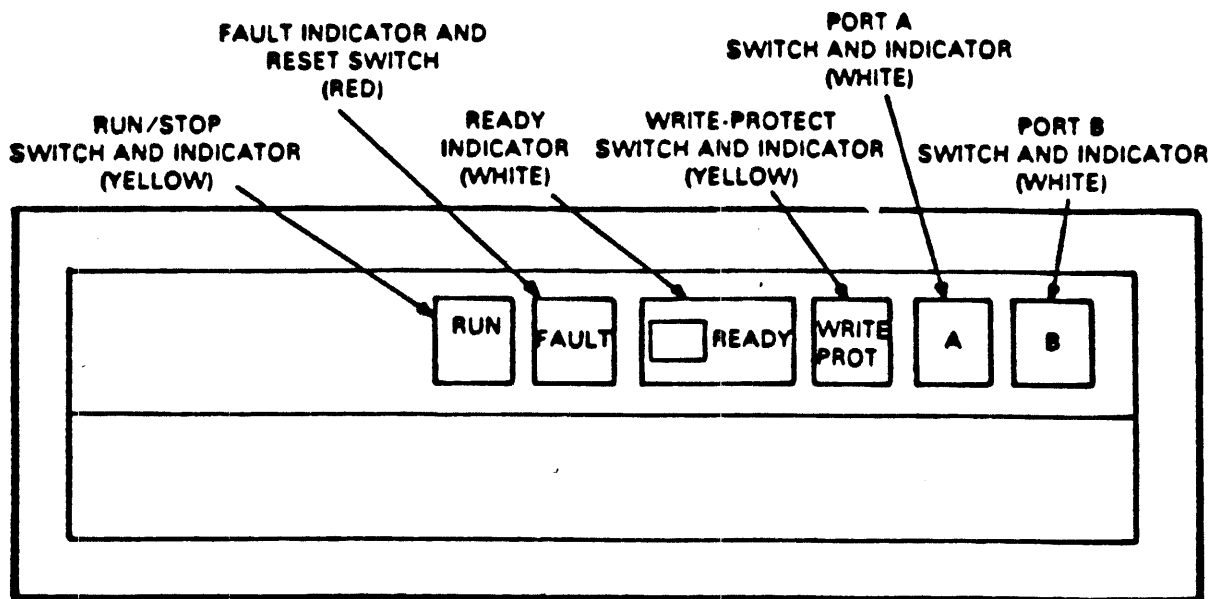 FAULT INDICATOR AND
RESET SWITCH
(RED)
PORT A
SWITCH AND INDICATOR
(WHITE)
RUN/STOP
SWITCH AND INDICATOR
(YELLOW)
READY
INDICATOR
(WHITE)
WRITE-PROTECT
SWITCH AND INDICATOR
(YELLOW)
PORT B
SWITCH AND INDICATOR
(WHITE)
RUN
FAULT
READY
WRITE
PROT
A
B